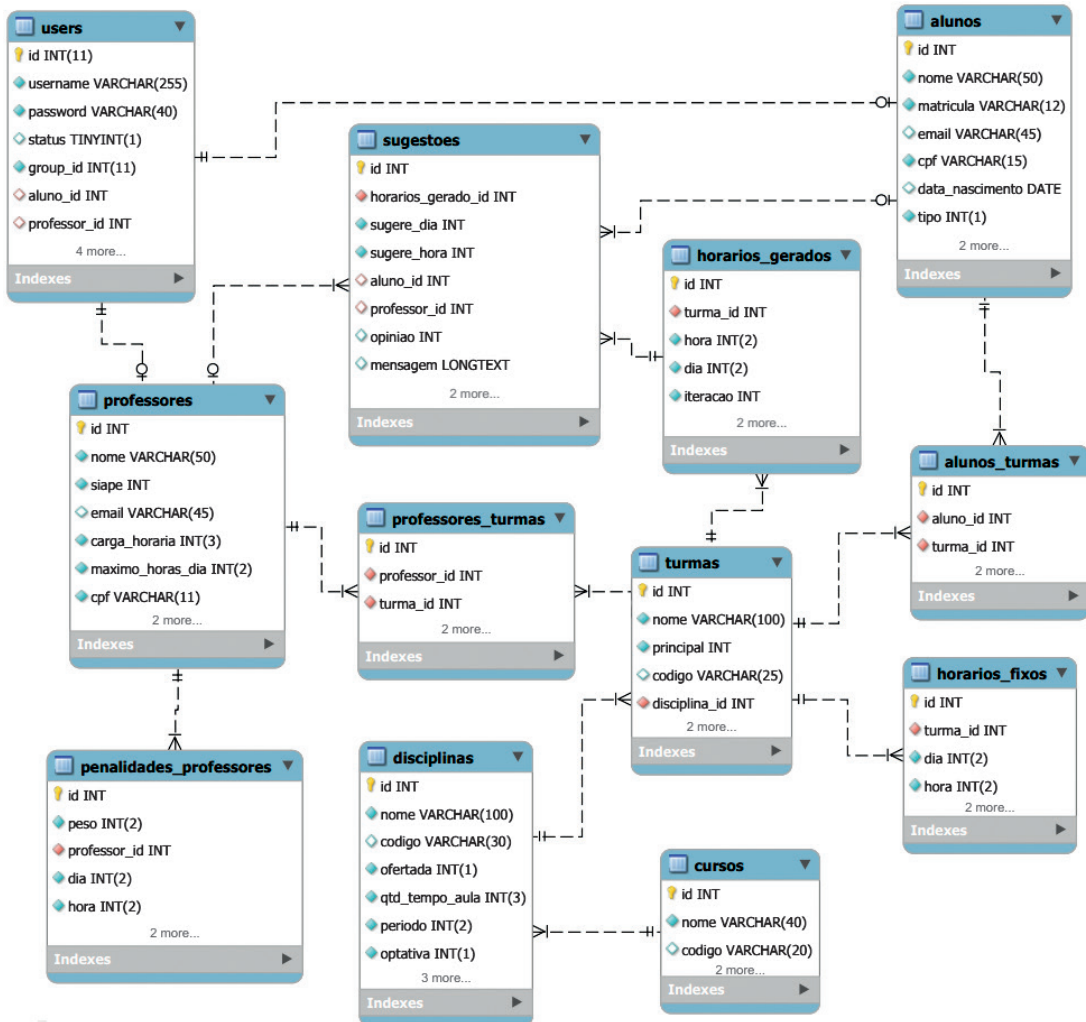 users
id INT(11)
username VARCHAR(255)
password VARCHAR(40)
status TINYINT(1)
group_id INT(11)
aluno_id INT
professor_id INT
4 more...
Indexes
alunos
id INT
nome VARCHAR(50)
matricula VARCHAR(12)
email VARCHAR(45)
cpf VARCHAR(15)
data_nascimento DATE
tipo INT(1)
2 more...
Indexes
sugestoes
id INT
horarios_gerado_id INT
sugere_dia INT
sugere_hora INT
aluno_id INT
professor_id INT
opiniao INT
mensagem LONGTEXT
2 more...
Indexes
horarios_gerados
id INT
turma_id INT
hora INT(2)
dia INT(2)
iteracao INT
2 more...
Indexes
professores
id INT
nome VARCHAR(50)
siape INT
email VARCHAR(45)
carga_horaria INT(3)
maximo_horas_dia INT(2)
cpf VARCHAR(11)
2 more...
Indexes
professores_turmas
id INT
professor_id INT
turma_id INT
2 more...
Indexes
turmas
id INT
nome VARCHAR(100)
principal INT
codigo VARCHAR(25)
disciplina_id INT
2 more...
Indexes
alunos_turmas
id INT
aluno_id INT
turma_id INT
2 more...
Indexes
horarios_fixos
id INT
turma_id INT
dia INT(2)
hora INT(2)
2 more...
Indexes
penalidades_professores
id INT
peso INT(2)
professor_id INT
dia INT(2)
hora INT(2)
2 more...
Indexes
disciplinas
id INT
nome VARCHAR(100)
codigo VARCHAR(30)
ofertada INT(1)
qtd_tempo_aula INT(3)
periodo INT(2)
optativa INT(1)
3 more...
Indexes
cursos
id INT
nome VARCHAR(40)
codigo VARCHAR(20)
2 more...
Indexes